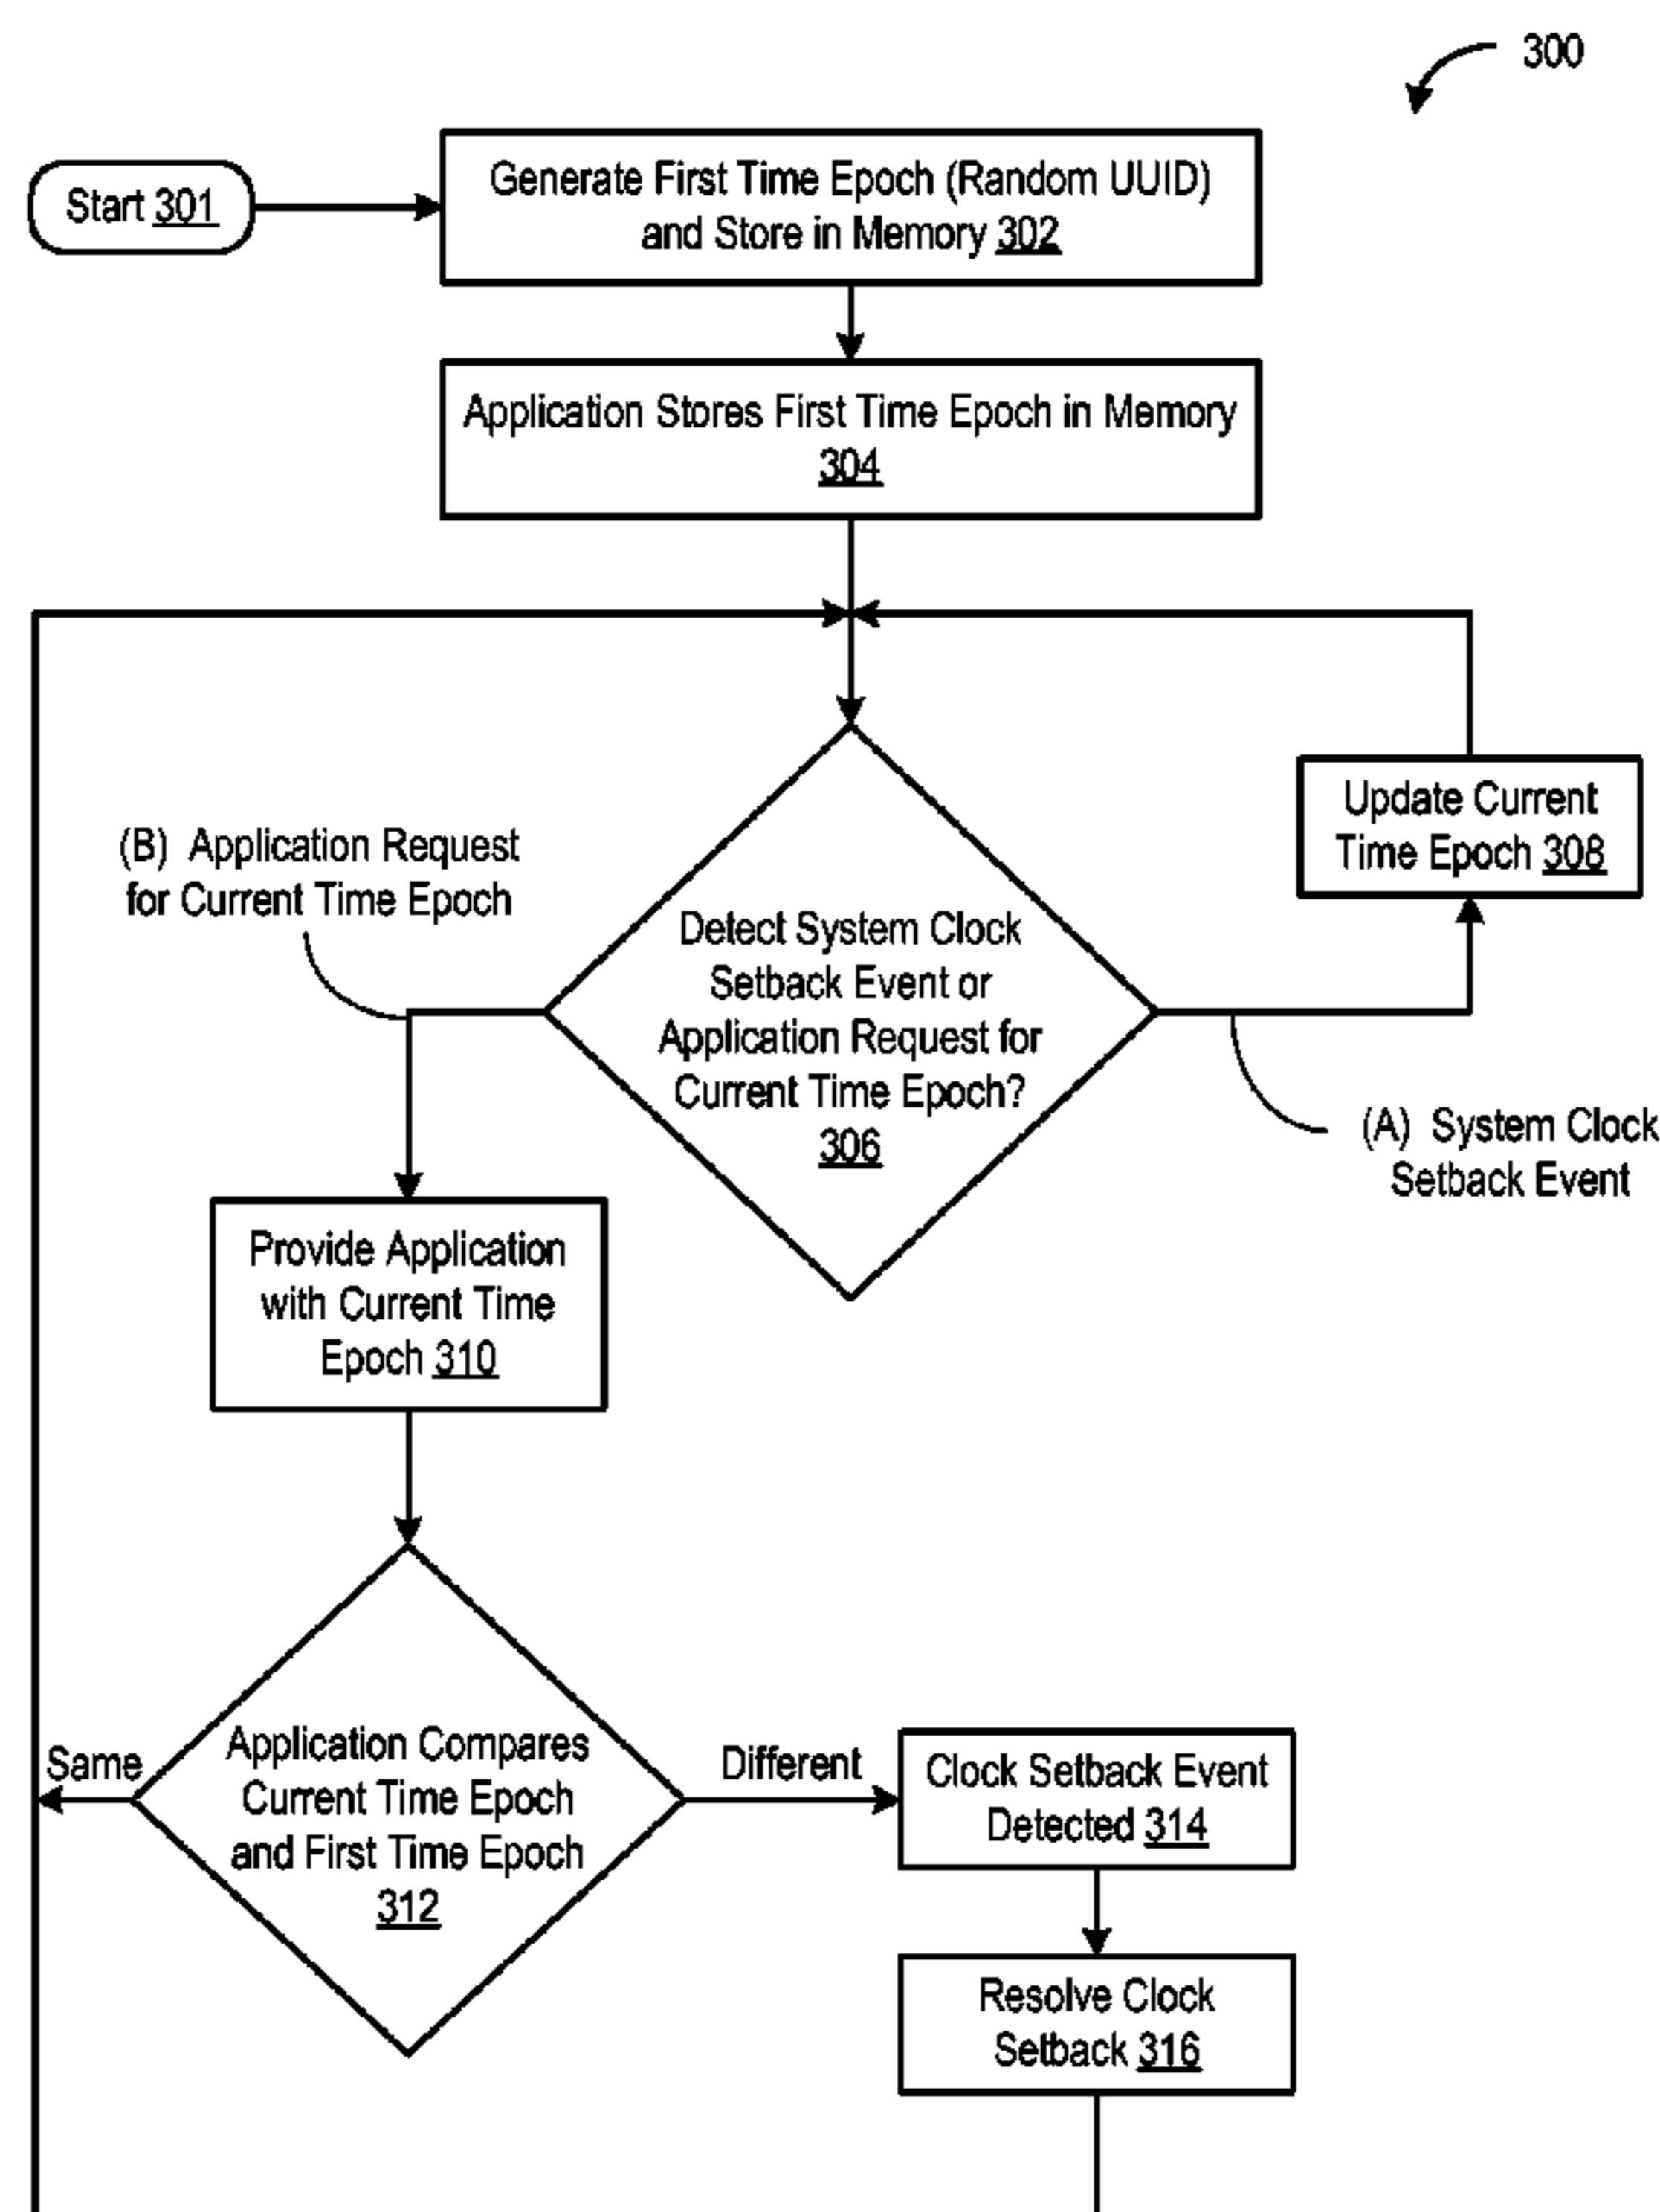 300
Start 301
Generate First Time Epoch (Random UUID)
and Store in Memory 302
Application Stores First Time Epoch in Memory
304
Update Current
Time Epoch 308
(B) Application Request
for Current Time Epoch
Detect System Clock
Setback Event or
Application Request for
Current Time Epoch?
306
(A) System Clock
Setback Event
Provide Application
with Current Time
Epoch 310
Same
Application Compares
Current Time Epoch
and First Time Epoch
312
Different
Clock Setback Event
Detected 314
Resolve Clock
Setback 316